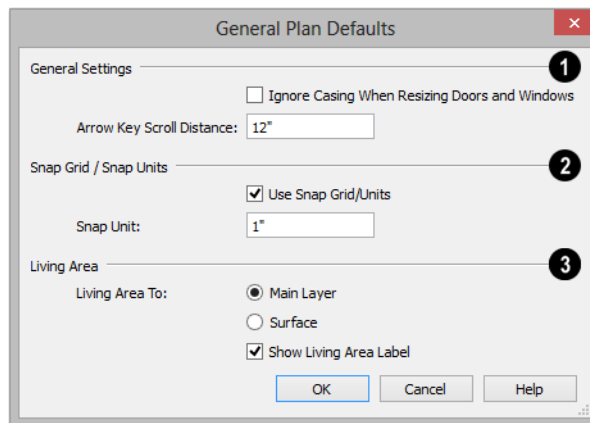 General Plan Defaults
General Settings 1
Ignore Casing When Resizing Doors and Windows
Arrow Key Scroll Distance: 12"
Snap Grid / Snap Units 2
Use Snap Grid/Units
Snap Unit: 1"
Living Area 3
Living Area To: Main Layer
Surface
Show Living Area Label
OK Cancel Help